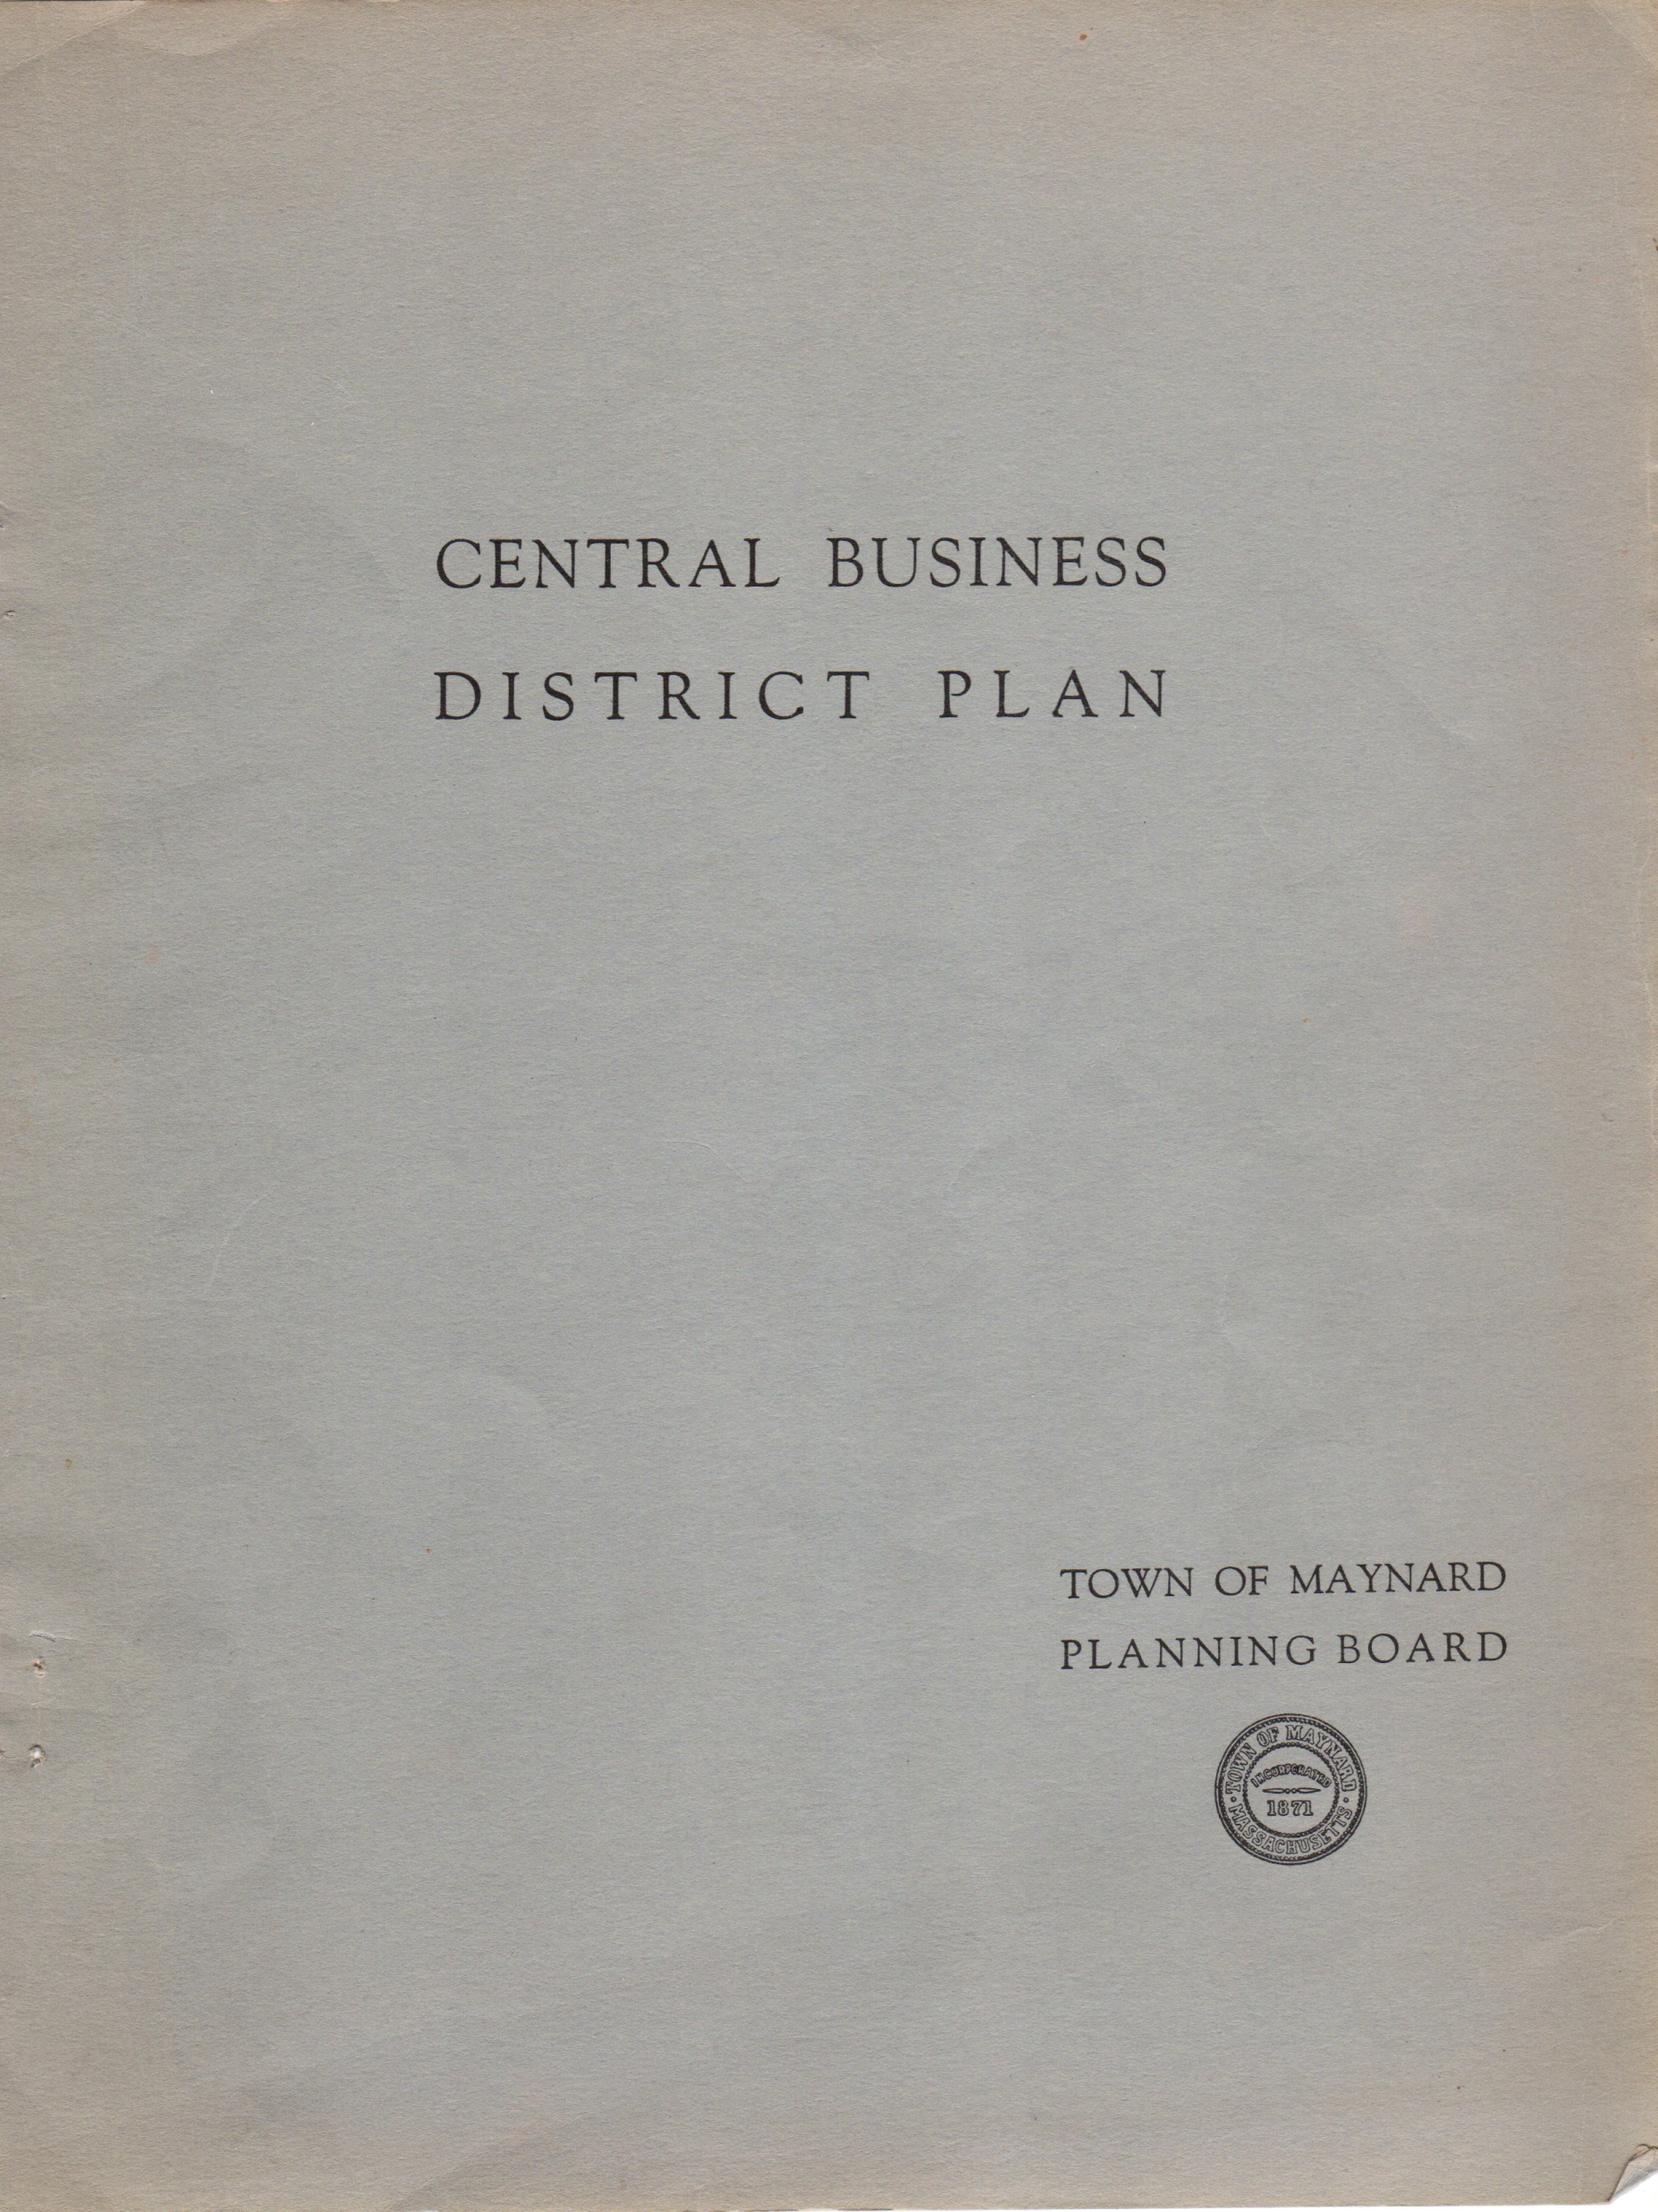 CENTRAL BUSINESS
DISTRICT PLAN
TOWN OF MAYNARD
PLANNING BOARD
TOWN OF MAYNARD
INCORPORATED
1871
MASSACHUSETTS